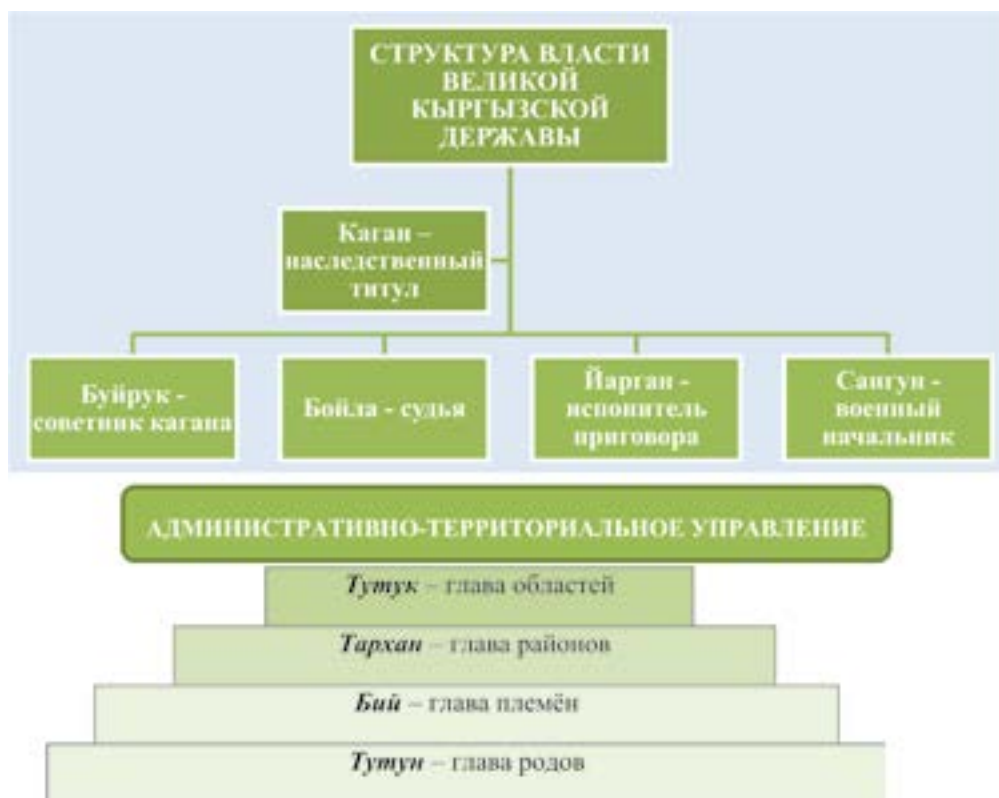 СТРУКТУРА ВЛАСТИ
ВЕЛИКОЙ
КЫРГЫЗСКОЙ
ДЕРЖАВЫ
Каган –
наследственный
титул
Буйрук -
советник кагана
Бойла - судья
Йарган -
испонитель
приговора
Сангун -
военный
начальник
АДМИНИСТРАТИВНО-ТЕРРИТОРИАЛЬНОЕ УПРАВЛЕНИЕ
Тутук – глава областей
Тархан – глава районов
Бий – глава племён
Тутун – глава родов